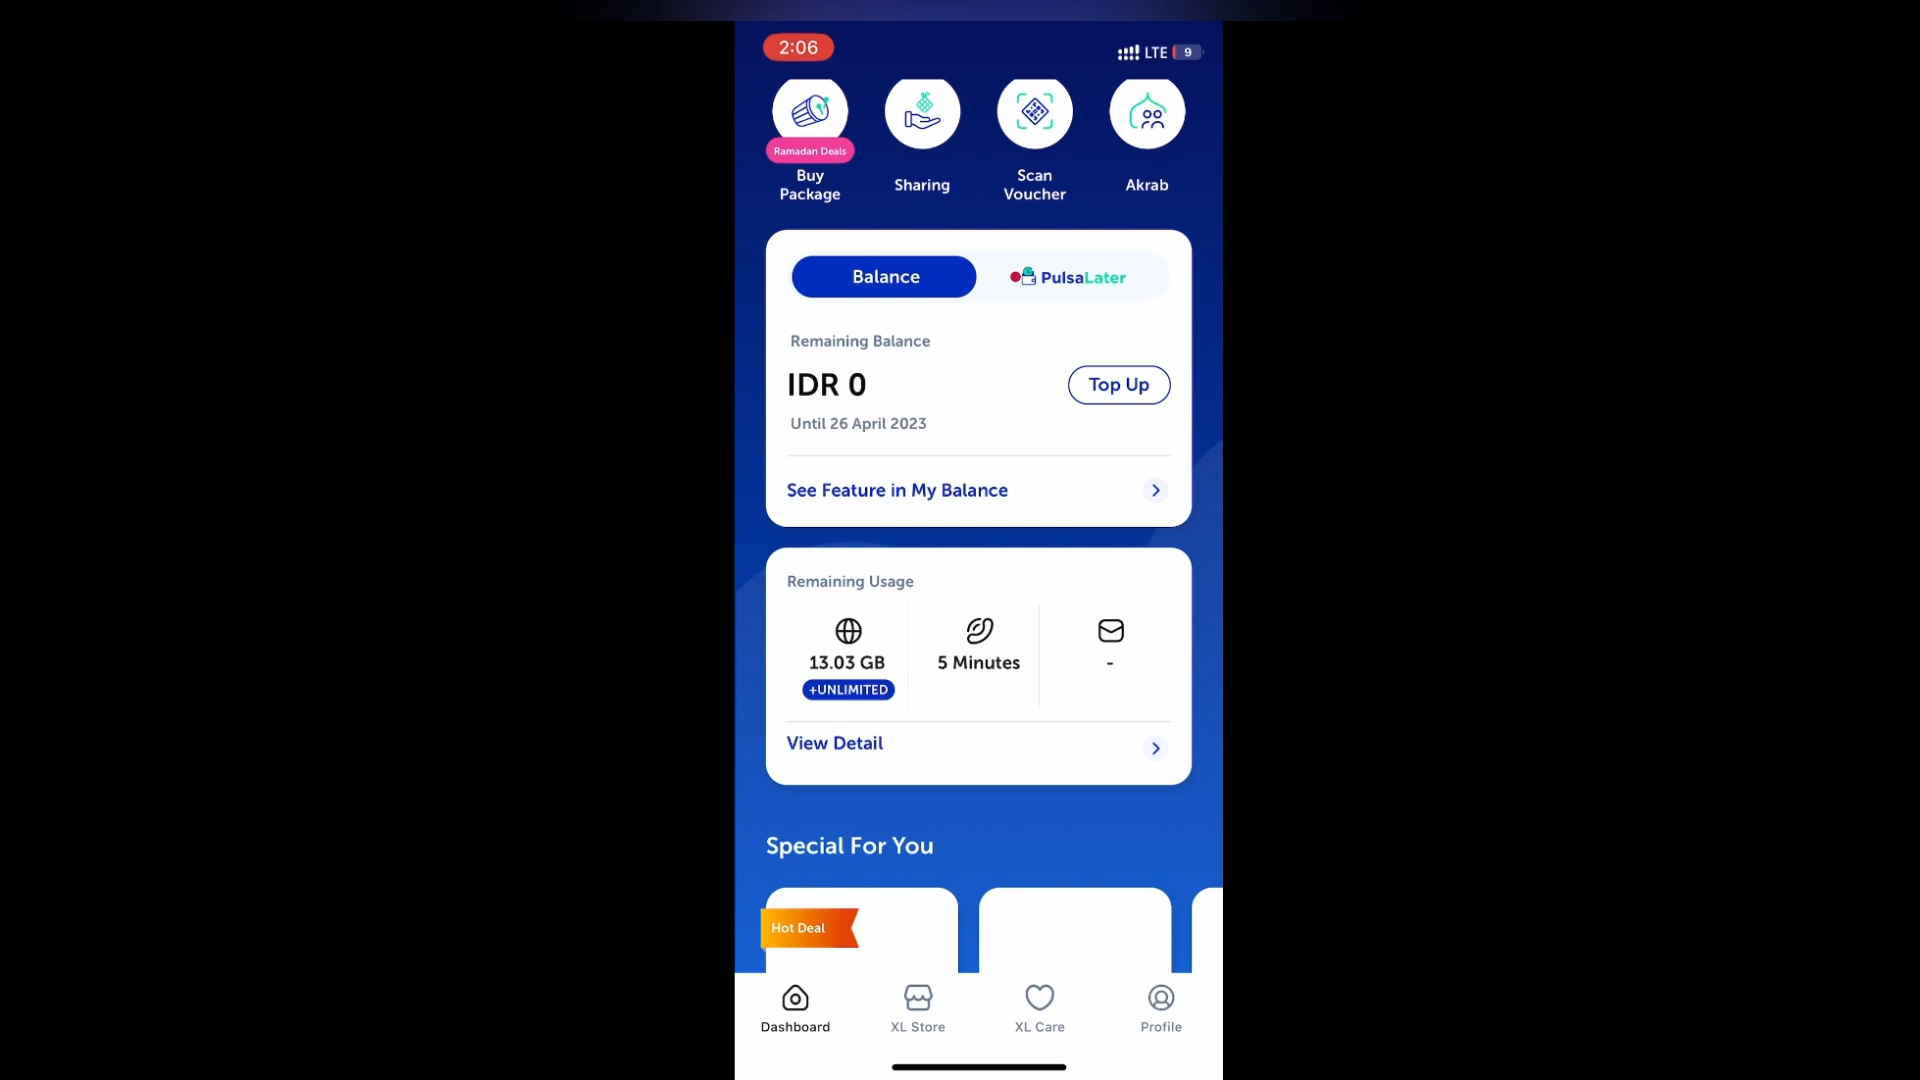 2:06
LTE 9
Ramadan Deals
Buy
Package
Sharing
Scan
Voucher
Akrab
Balance
PulsaLater
Remaining Balance
IDR 0
Top Up
Until 26 April 2023
See Feature in My Balance
Remaining Usage
13.03 GB
5 Minutes
-
+UNLIMITED
View Detail
Special For You
Hot Deal
Dashboard
XL Store
XL Care
Profile